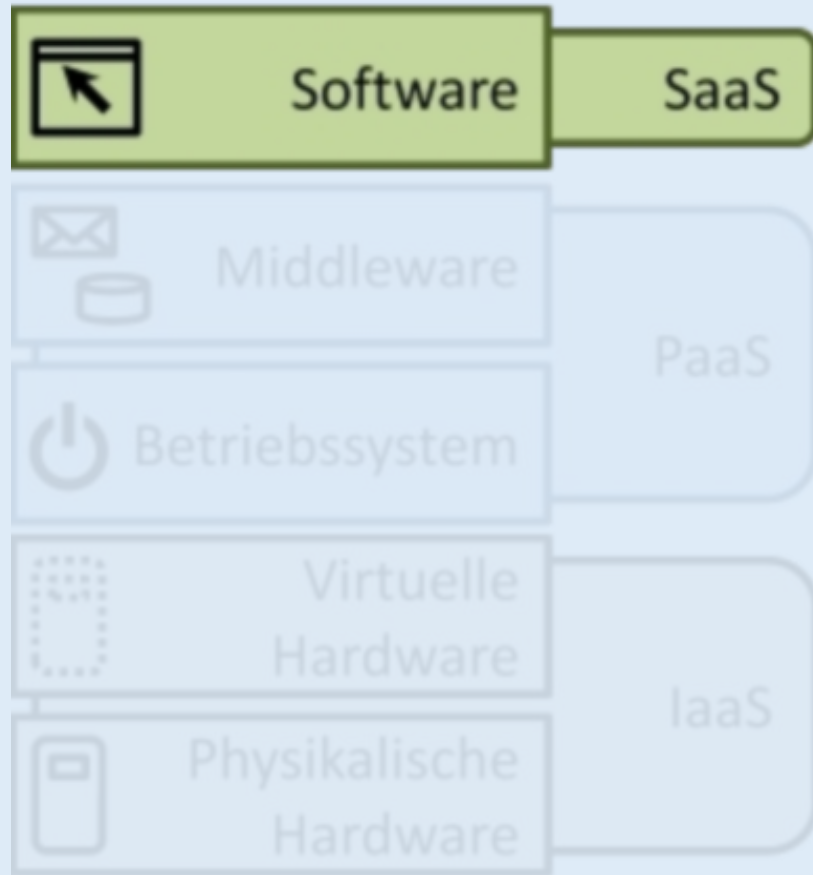 Software SaaS
Middleware
PaaS
Betriebssystem
Virtuelle
Hardware
IaaS
Physikalische
Hardware